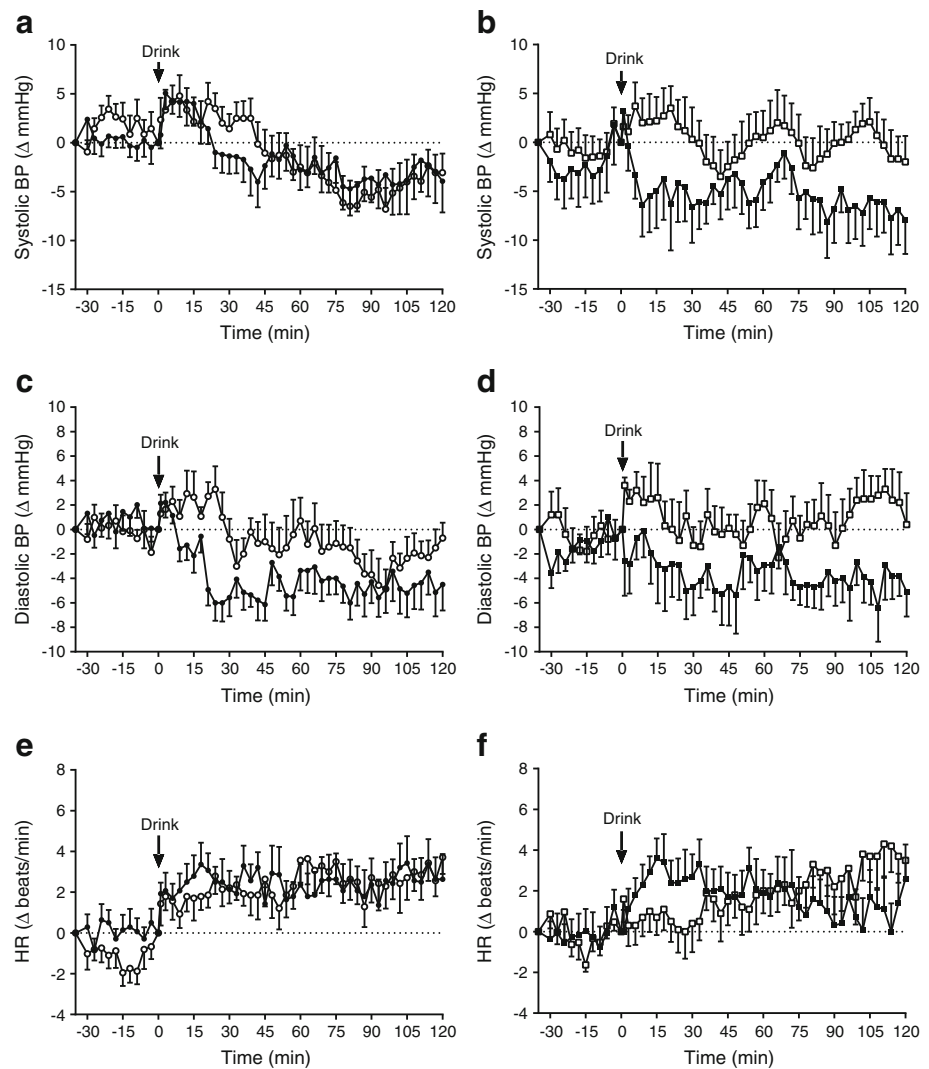 a
Drink
Systolic BP (Δ mmHg)
10
5
0
-5
-10
-15
-30 -15 0 15 30 45 60 75 90 105 120
Time (min)
b
Drink
Systolic BP (Δ mmHg)
10
5
0
-5
-10
-15
-30 -15 0 15 30 45 60 75 90 105 120
Time (min)
c
Drink
Diastolic BP (Δ mmHg)
10
8
6
4
2
0
-2
-4
-6
-8
-10
-30 -15 0 15 30 45 60 75 90 105 120
Time (min)
d
Drink
Diastolic BP (Δ mmHg)
10
8
6
4
2
0
-2
-4
-6
-8
-10
-30 -15 0 15 30 45 60 75 90 105 120
Time (min)
e
Drink
HR (Δ beats/min)
8
6
4
2
0
-2
-4
-30 -15 0 15 30 45 60 75 90 105 120
Time (min)
f
Drink
HR (Δ beats/min)
8
6
4
2
0
-2
-4
-30 -15 0 15 30 45 60 75 90 105 120
Time (min)